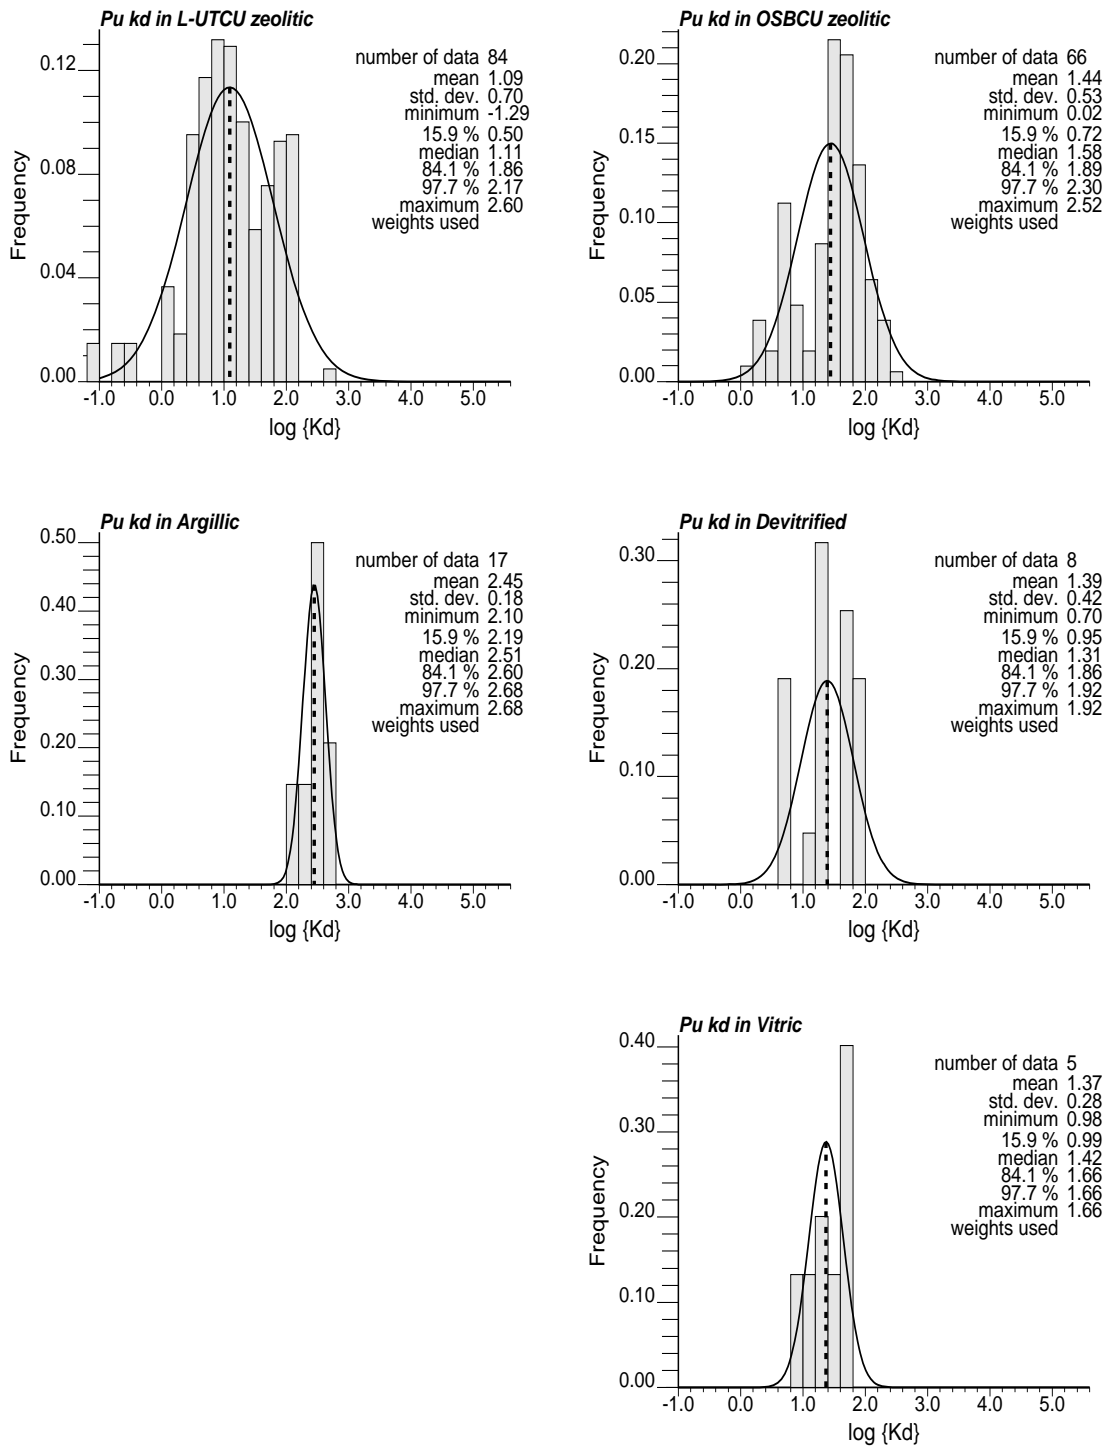 Pu kd in L-UTCU zeolitic
number of data 84
mean 1.09
std. dev. 0.70
minimum -1.29
15.9 % 0.50
median 1.11
84.1 % 1.86
97.7 % 2.17
maximum 2.60
weights used
Frequency
0.12
0.08
0.04
0.00
-1.0 0.0 1.0 2.0 3.0 4.0 5.0
log {Kd}
Pu kd in OSBCU zeolitic
number of data 66
mean 1.44
std. dev. 0.53
minimum 0.02
15.9 % 0.72
median 1.58
84.1 % 1.89
97.7 % 2.30
maximum 2.52
weights used
Frequency
0.20
0.15
0.10
0.05
0.00
-1.0 0.0 1.0 2.0 3.0 4.0 5.0
log {Kd}
Pu kd in Argillic
number of data 17
mean 2.45
std. dev. 0.18
minimum 2.10
15.9 % 2.19
median 2.51
84.1 % 2.60
97.7 % 2.68
maximum 2.68
weights used
Frequency
0.50
0.40
0.30
0.20
0.10
0.00
-1.0 0.0 1.0 2.0 3.0 4.0 5.0
log {Kd}
Pu kd in Devitrified
number of data 8
mean 1.39
std. dev. 0.42
minimum 0.70
15.9 % 0.95
median 1.31
84.1 % 1.86
97.7 % 1.92
maximum 1.92
weights used
Frequency
0.30
0.20
0.10
0.00
-1.0 0.0 1.0 2.0 3.0 4.0 5.0
log {Kd}
Pu kd in Vitric
number of data 5
mean 1.37
std. dev. 0.28
minimum 0.98
15.9 % 0.99
median 1.42
84.1 % 1.66
97.7 % 1.66
maximum 1.66
weights used
Frequency
0.40
0.30
0.20
0.10
0.00
-1.0 0.0 1.0 2.0 3.0 4.0 5.0
log {Kd}